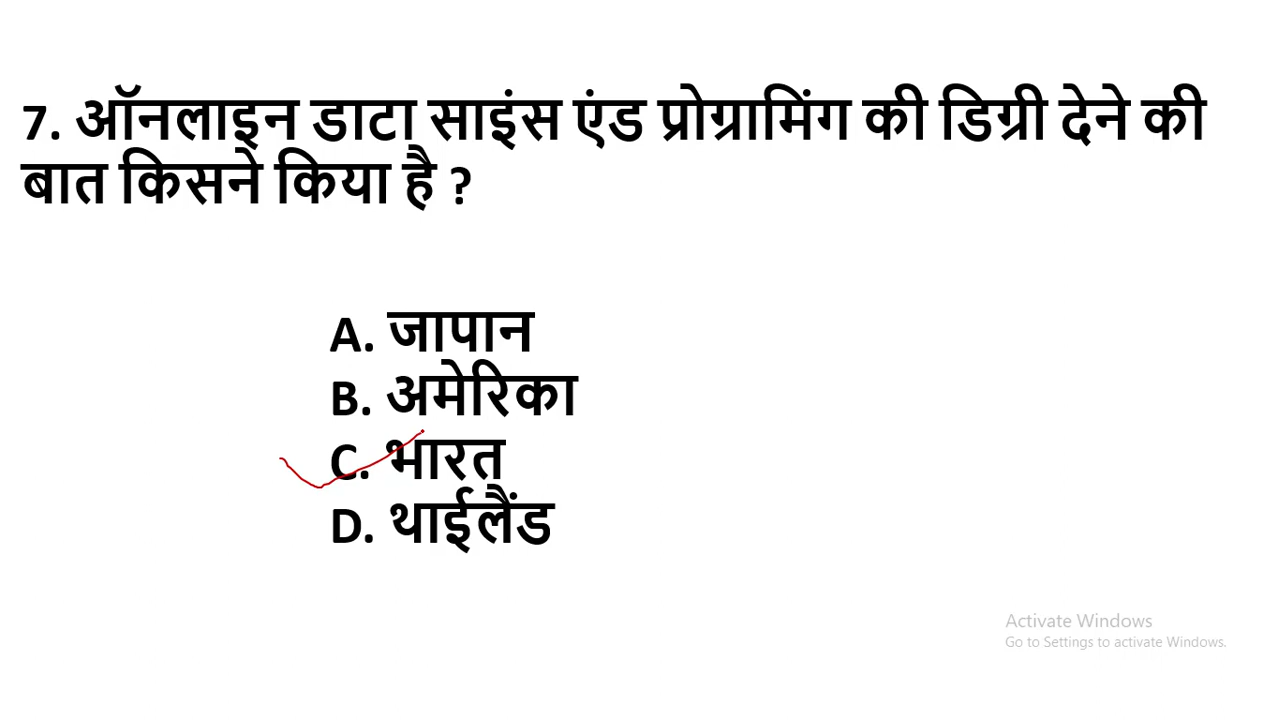 7. ऑनलाइन डाटा साइंस एंड प्रोग्रामिंग की डिग्री देने की
बात किसने किया है ?
A. जापान
B. अमेरिका
C. भारत
D. थाईलैंड
Activate Windows
Go to Settings to activate Windows.